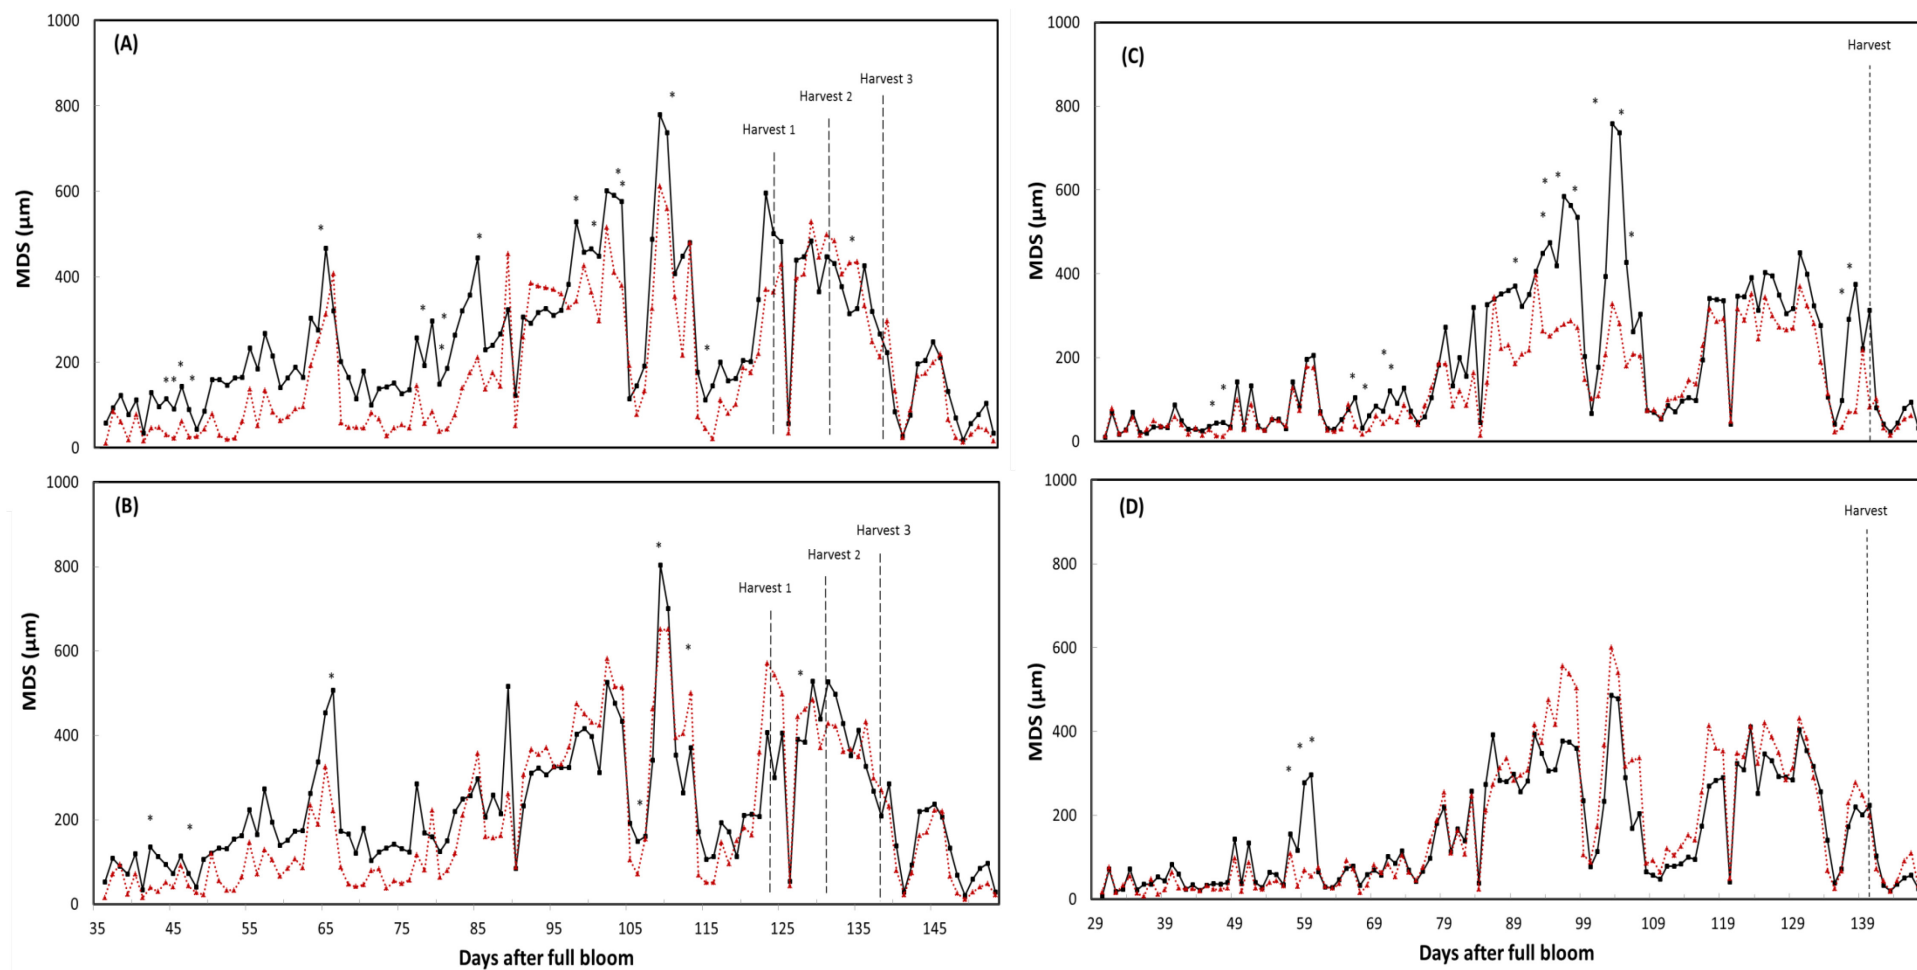 (A)
1000
800
600
400
200
0
MDS (µm)
Harvest 1
Harvest 2
Harvest 3
(B)
1000
800
600
400
200
0
MDS (µm)
Harvest 1
Harvest 2
Harvest 3
35 45 55 65 75 85 95 105 115 125 135 145
Days after full bloom
(C)
1000
800
600
400
200
0
MDS (µm)
Harvest
(D)
1000
800
600
400
200
0
MDS (µm)
Harvest
29 39 49 59 69 79 89 99 109 119 129 139
Days after full bloom